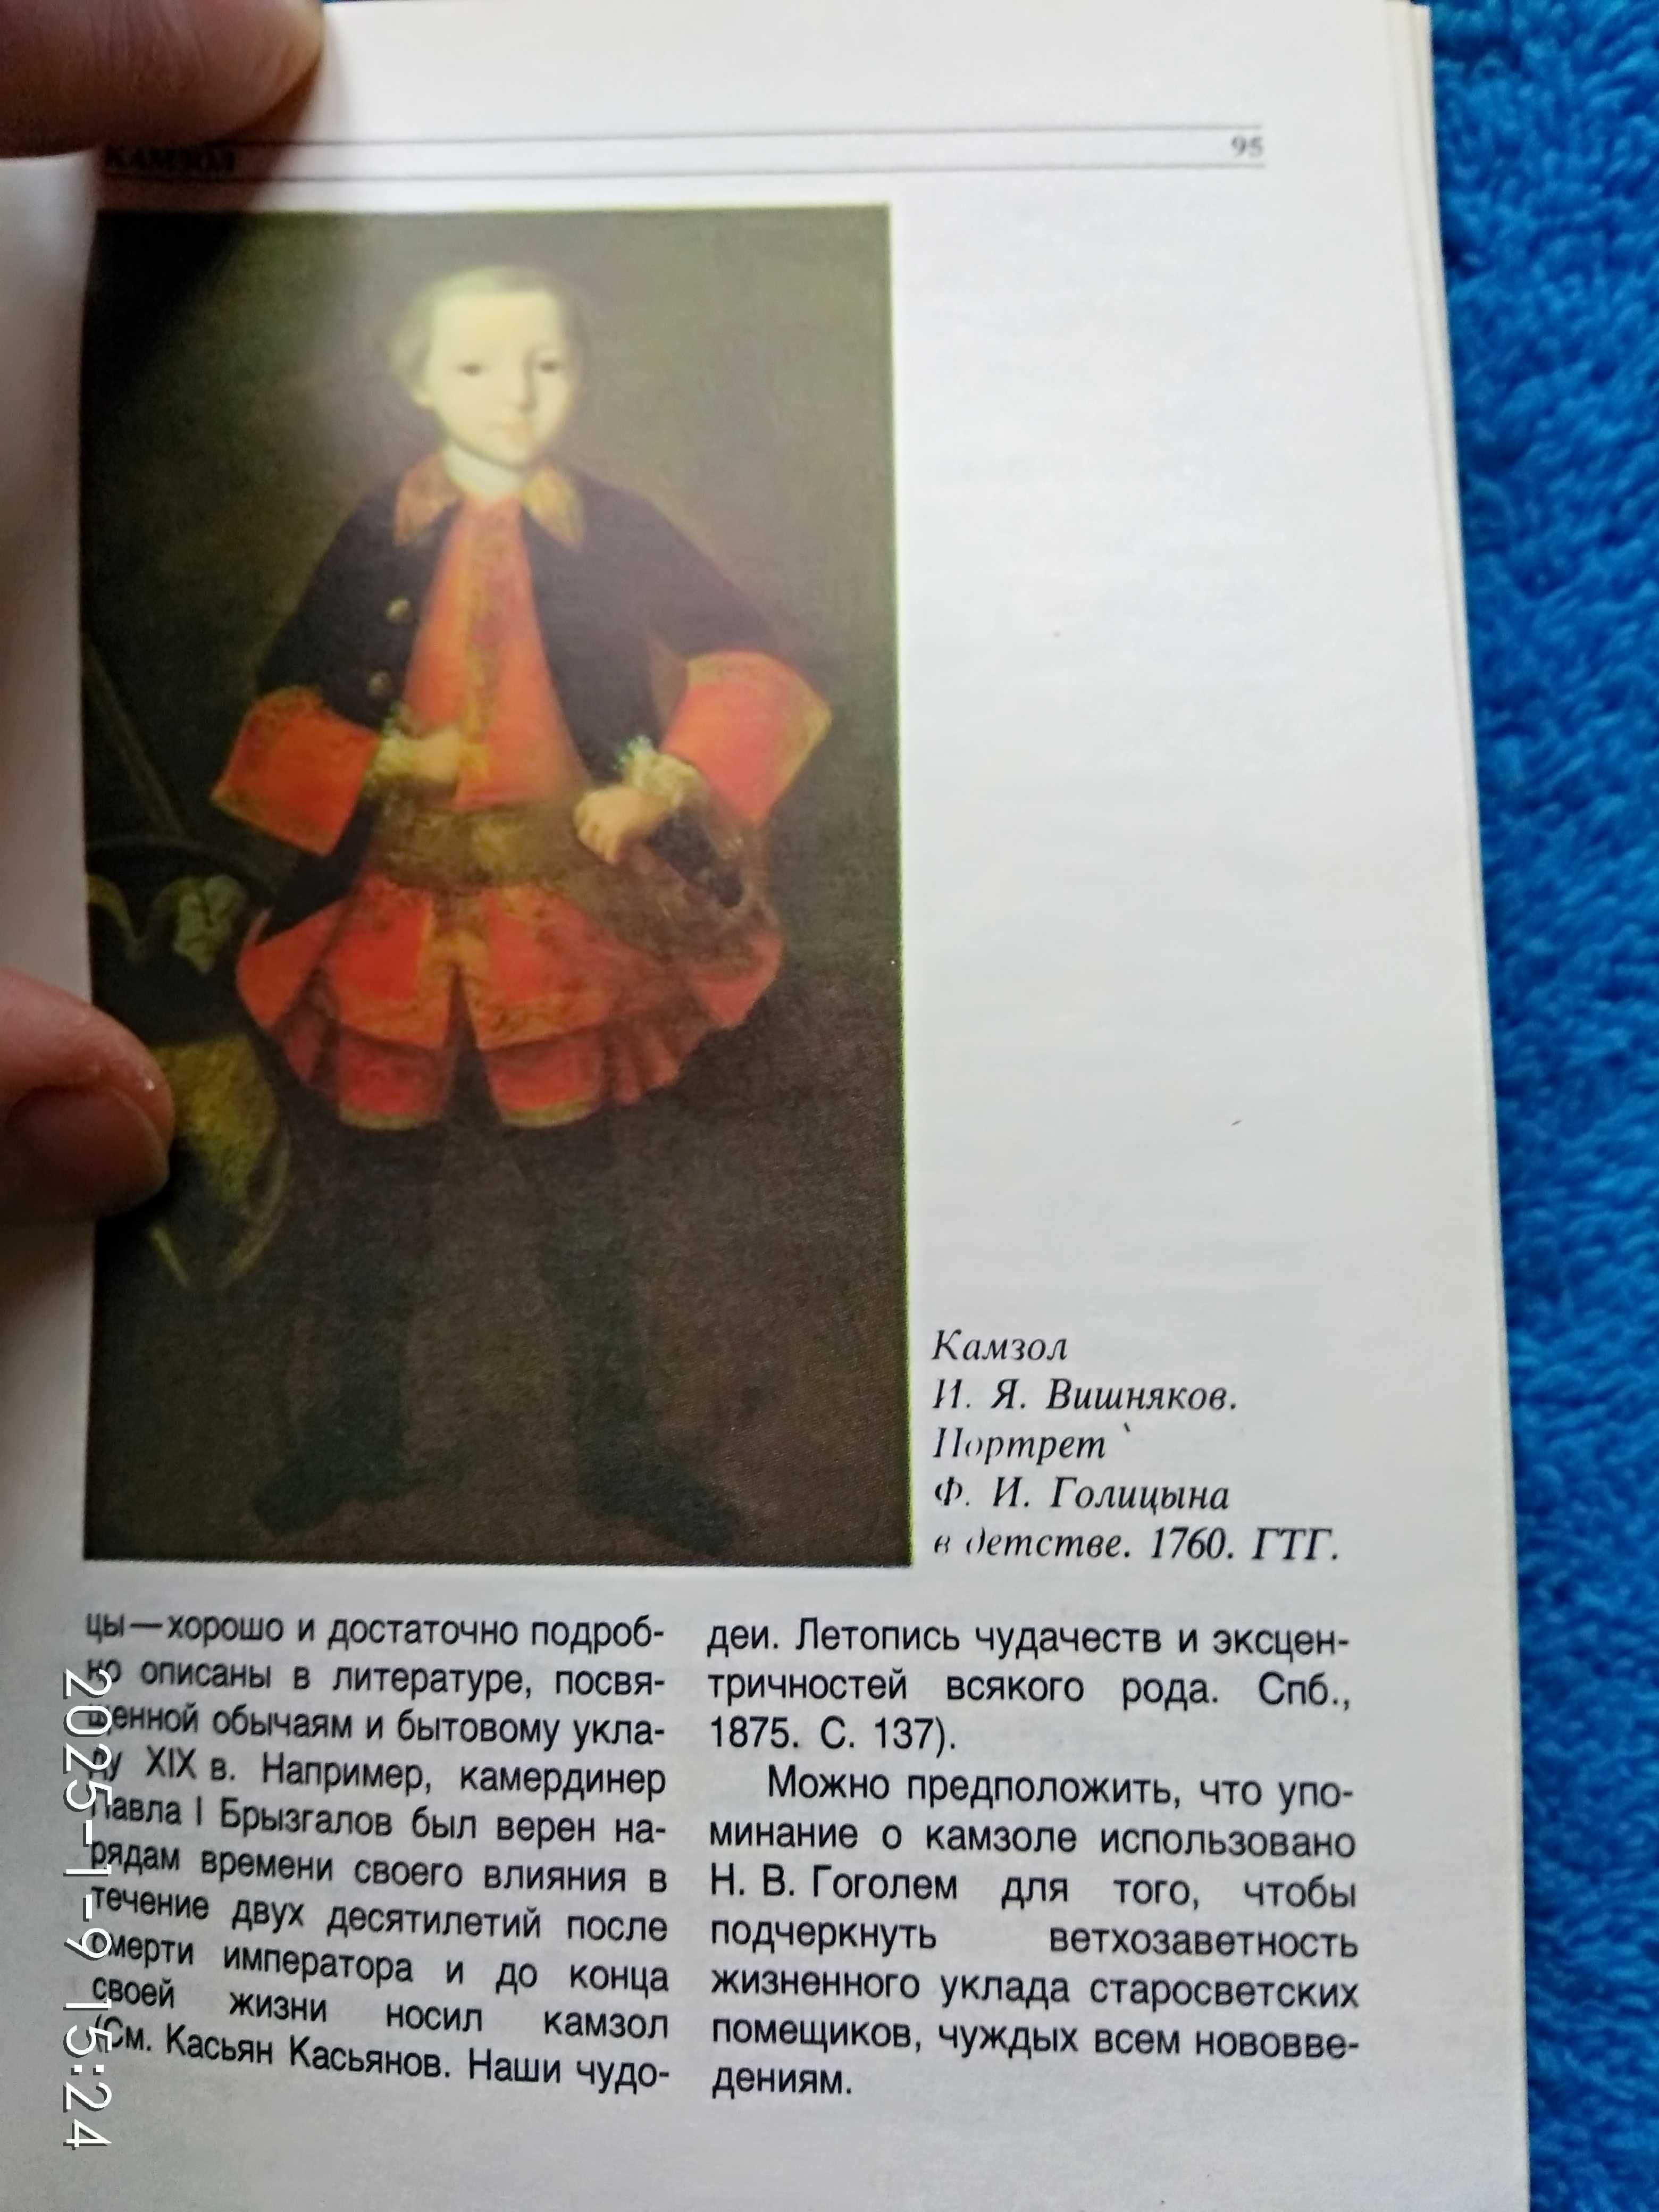 КАМЗОЛ
95
Камзол
И. Я. Вишняков.
Портрет
Ф. И. Голицына
в детстве. 1760. ГТГ.
цы — хорошо и достаточно подроб-
но описаны в литературе, посвя-
щенной обычаям и бытовому укла-
ду XIX в. Например, камердинер
Павла I Брызгалов был верен на-
рядам времени своего влияния в
течение двух десятилетий после
смерти императора и до конца
своей жизни носил камзол
(См. Касьян Касьянов. Наши чудо-
деи. Летопись чудачеств и эксцен-
тричностей всякого рода. Спб.,
1875. С. 137).
Можно предположить, что упо-
минание о камзоле использовано
Н. В. Гоголем для того, чтобы
подчеркнуть ветхозаветность
жизненного уклада старосветских
помещиков, чуждых всем нововве-
дениям.
2025-1-9 15:24